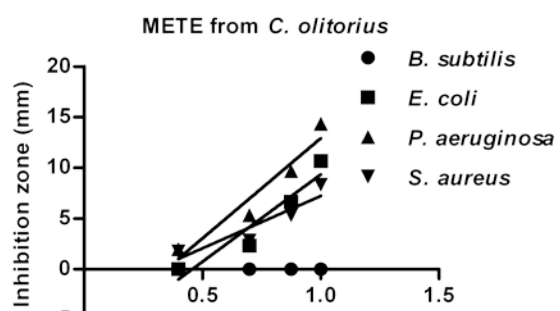 METE from C. olitorius
B. subtilis
E. coli
P. aeruginosa
S. aureus
Inhibition zone (mm)
20
15
10
5
0
0.5
1.0
1.5